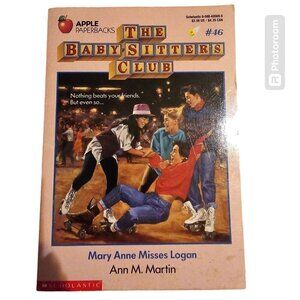 APPLE
PAPERBACKS
THE
BABY-SITTERS
CLUB
#46
Nothing beats your friends.
But even so...
Mary Anne Misses Logan
Ann M. Martin
SCHOLASTIC
Photoroom